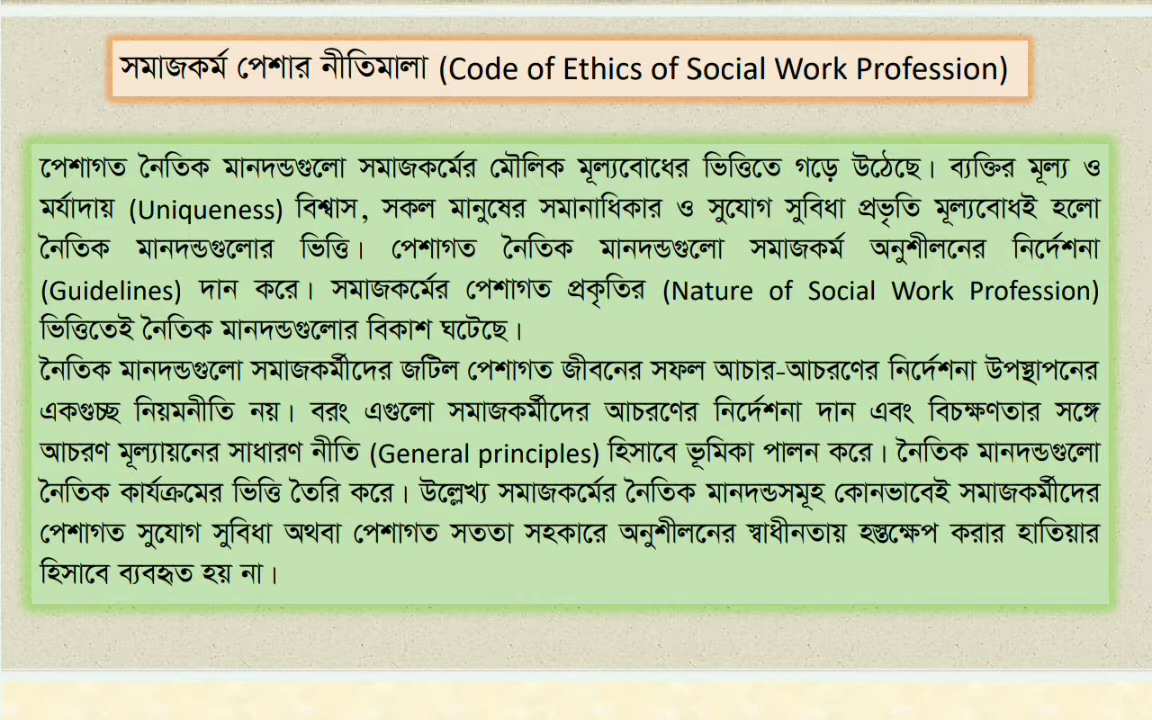 সমাজকর্ম পেশার নীতিমালা (Code of Ethics of Social Work Profession)
পেশাগত নৈতিক মানদন্ডগুলো সমাজকর্মের মৌলিক মূল্যবোধের ভিত্তিতে গড়ে উঠেছে। ব্যক্তির মূল্য ও
মর্যাদায় (Uniqueness) বিশ্বাস, সকল মানুষের সমানাধিকার ও সুযোগ সুবিধা প্রভৃতি মূল্যবোধই হলো
নৈতিক মানদন্ডগুলোর ভিত্তি। পেশাগত নৈতিক মানদন্ডগুলো সমাজকর্ম অনুশীলনের নির্দেশনা
(Guidelines) দান করে। সমাজকর্মের পেশাগত প্রকৃতির (Nature of Social Work Profession)
ভিত্তিতেই নৈতিক মানদন্ডগুলোর বিকাশ ঘটেছে।
নৈতিক মানদন্ডগুলো সমাজকর্মীদের জটিল পেশাগত জীবনের সফল আচার-আচরণের নির্দেশনা উপস্থাপনের
একগুচ্ছ নিয়মনীতি নয়। বরং এগুলো সমাজকর্মীদের আচরণের নির্দেশনা দান এবং বিচক্ষণতার সঙ্গে
আচরণ মূল্যায়নের সাধারণ নীতি (General principles) হিসাবে ভূমিকা পালন করে। নৈতিক মানদন্ডগুলো
নৈতিক কার্যক্রমের ভিত্তি তৈরি করে। উল্লেখ্য সমাজকর্মের নৈতিক মানদন্ডসমূহ কোনভাবেই সমাজকর্মীদের
পেশাগত সুযোগ সুবিধা অথবা পেশাগত সততা সহকারে অনুশীলনের স্বাধীনতায় হস্তক্ষেপ করার হাতিয়ার
হিসাবে ব্যবহৃত হয় না।